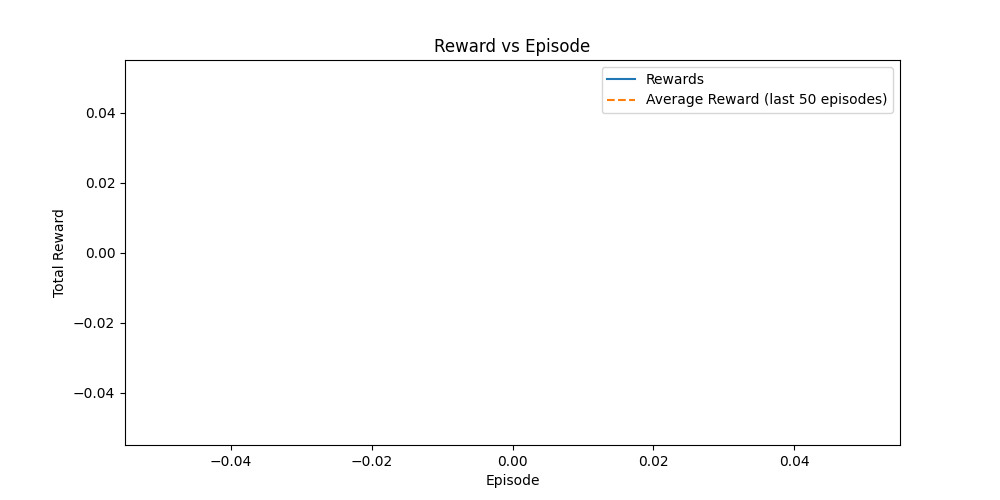 Reward vs Episode
Rewards
Average Reward (last 50 episodes)
0.04
0.02
0.00
−0.02
−0.04
Total Reward
−0.04
−0.02
0.00
0.02
0.04
Episode